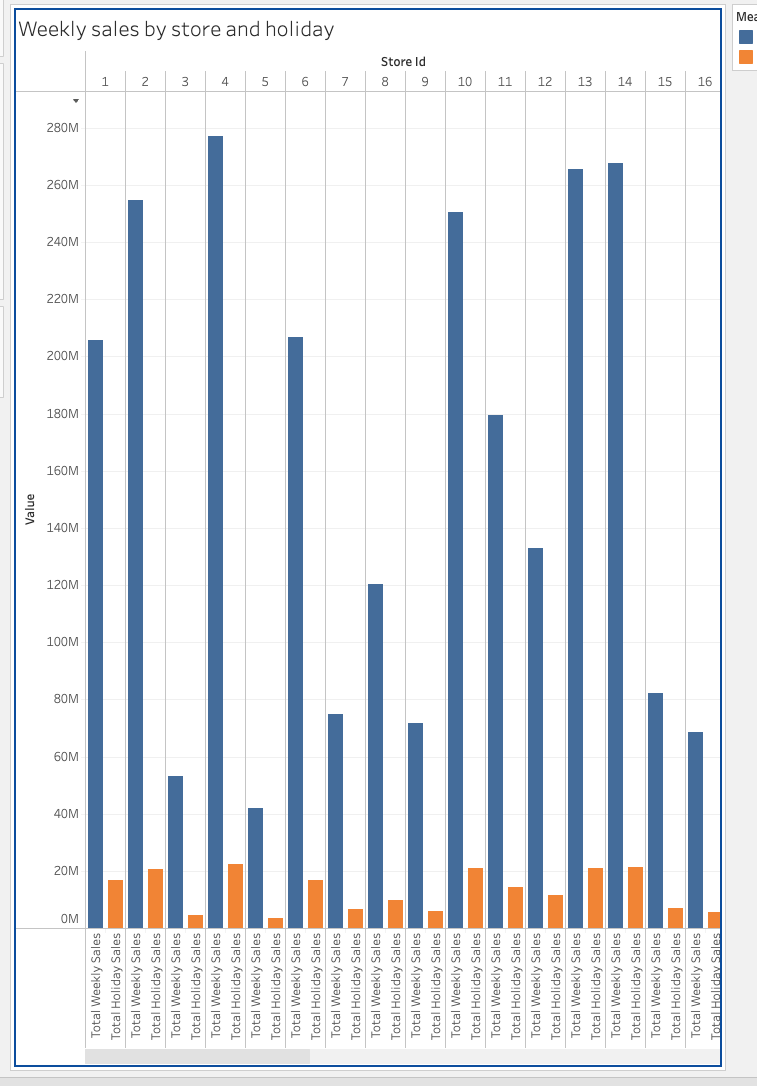 Weekly sales by store and holiday
Mea
Store Id
1 2 3 4 5 6 7 8 9 10 11 12 13 14 15 16
280M
260M
240M
220M
200M
180M
160M
140M
120M
100M
80M
60M
40M
20M
0M
Value
Total Weekly Sales
Total Holiday Sales
Total Weekly Sales
Total Holiday Sales
Total Weekly Sales
Total Holiday Sales
Total Weekly Sales
Total Holiday Sales
Total Weekly Sales
Total Holiday Sales
Total Weekly Sales
Total Holiday Sales
Total Weekly Sales
Total Holiday Sales
Total Weekly Sales
Total Holiday Sales
Total Weekly Sales
Total Holiday Sales
Total Weekly Sales
Total Holiday Sales
Total Weekly Sales
Total Holiday Sales
Total Weekly Sales
Total Holiday Sales
Total Weekly Sales
Total Holiday Sales
Total Weekly Sales
Total Holiday Sales
Total Weekly Sales
Total Holiday Sales
Total Weekly Sales
Total Holiday Sales